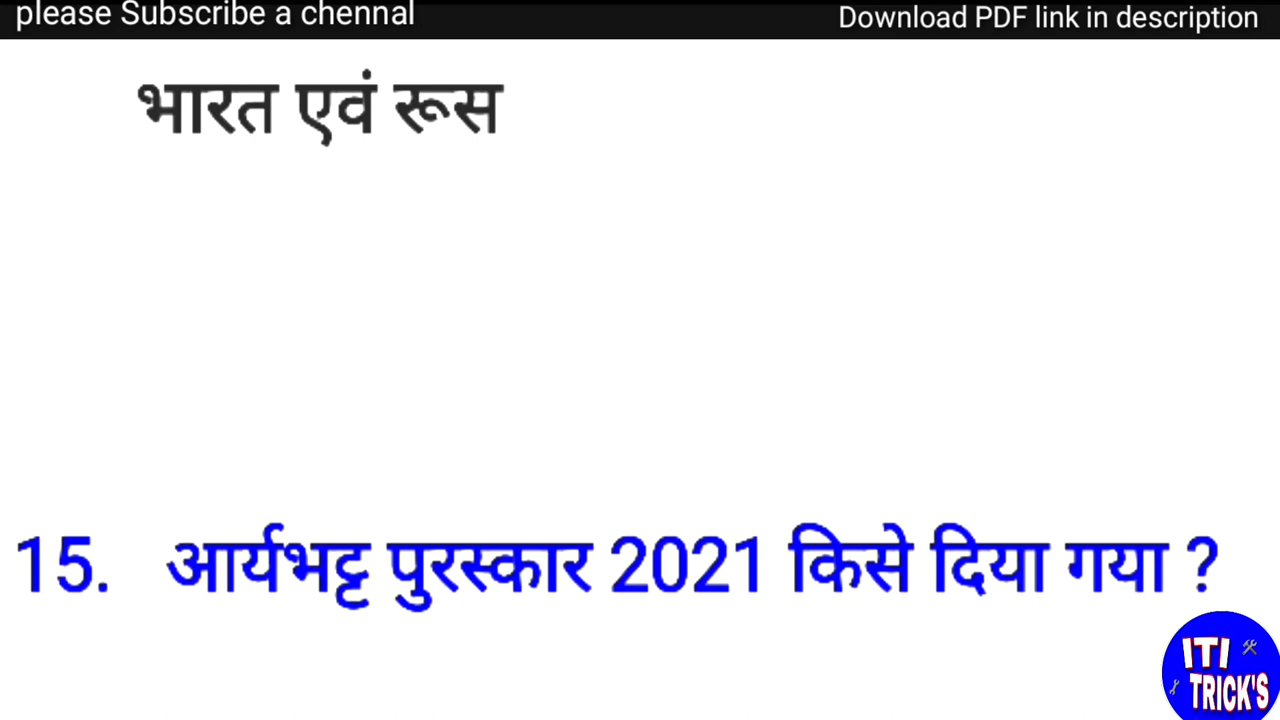 please Subscribe a chennal
Download PDF link in description
भारत एवं रूस
15. आर्यभट्ट पुरस्कार 2021 किसे दिया गया ?
ITI
TRICK'S